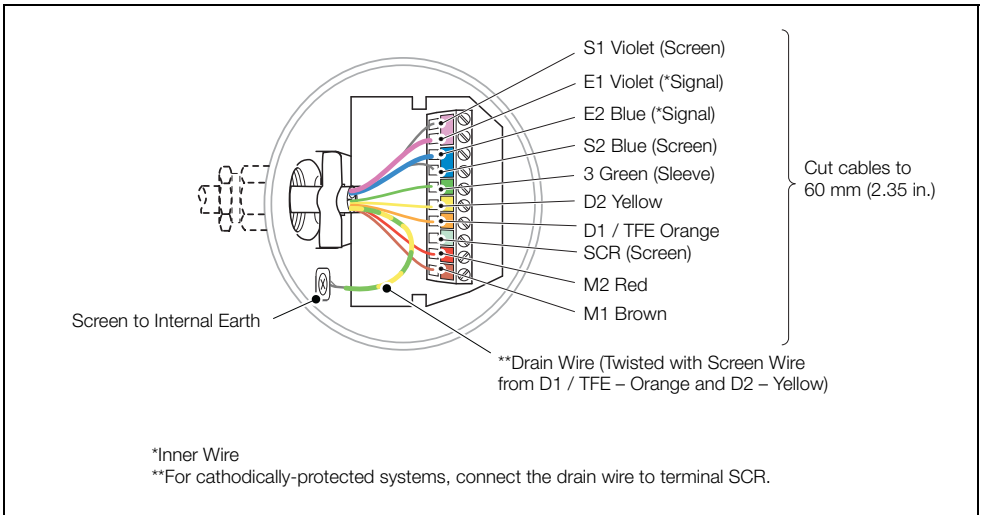 S1 Violet (Screen)
E1 Violet (*Signal)
E2 Blue (*Signal)
S2 Blue (Screen)
3 Green (Sleeve)
D2 Yellow
D1 / TFE Orange
SCR (Screen)
M2 Red
M1 Brown
Cut cables to
60 mm (2.35 in.)
Screen to Internal Earth
**Drain Wire (Twisted with Screen Wire
from D1 / TFE – Orange and D2 – Yellow)
*Inner Wire
**For cathodically-protected systems, connect the drain wire to terminal SCR.